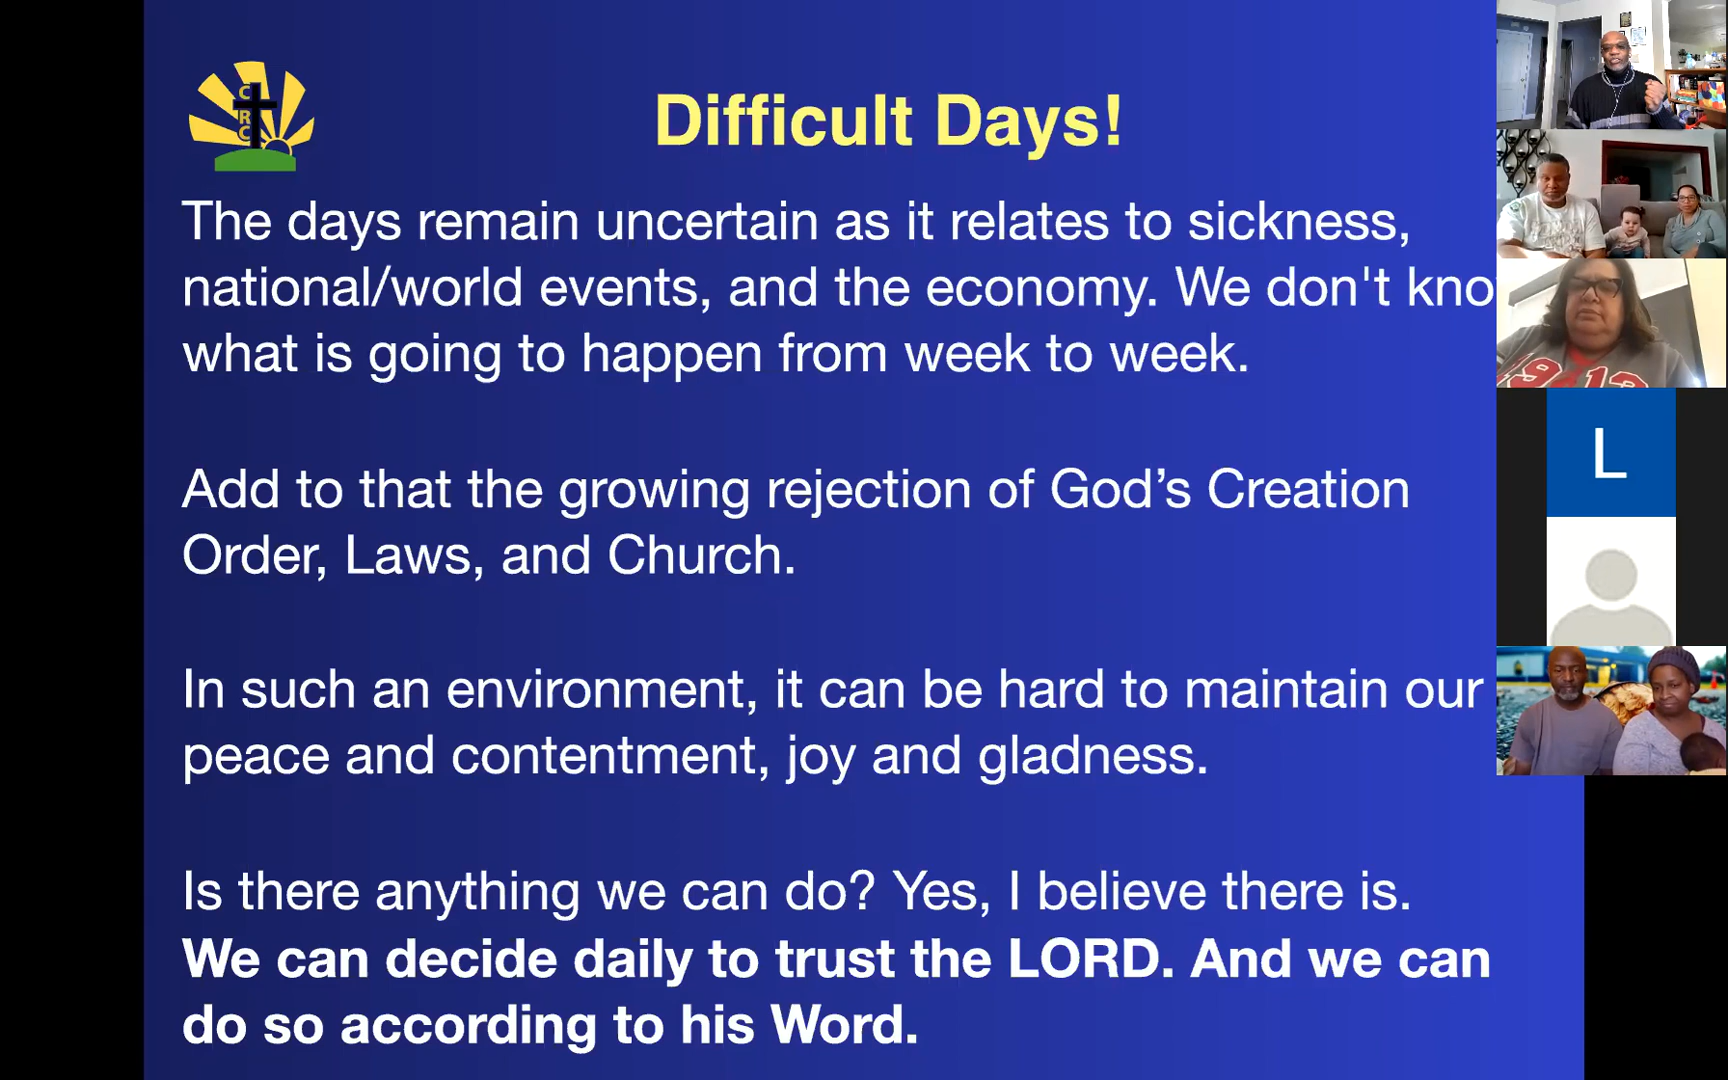 C
R
C
Difficult Days!
The days remain uncertain as it relates to sickness,
national/world events, and the economy. We don't kno
what is going to happen from week to week.
Add to that the growing rejection of God’s Creation
Order, Laws, and Church.
In such an environment, it can be hard to maintain our
peace and contentment, joy and gladness.
Is there anything we can do? Yes, I believe there is.
We can decide daily to trust the LORD. And we can
do so according to his Word.
1913
L